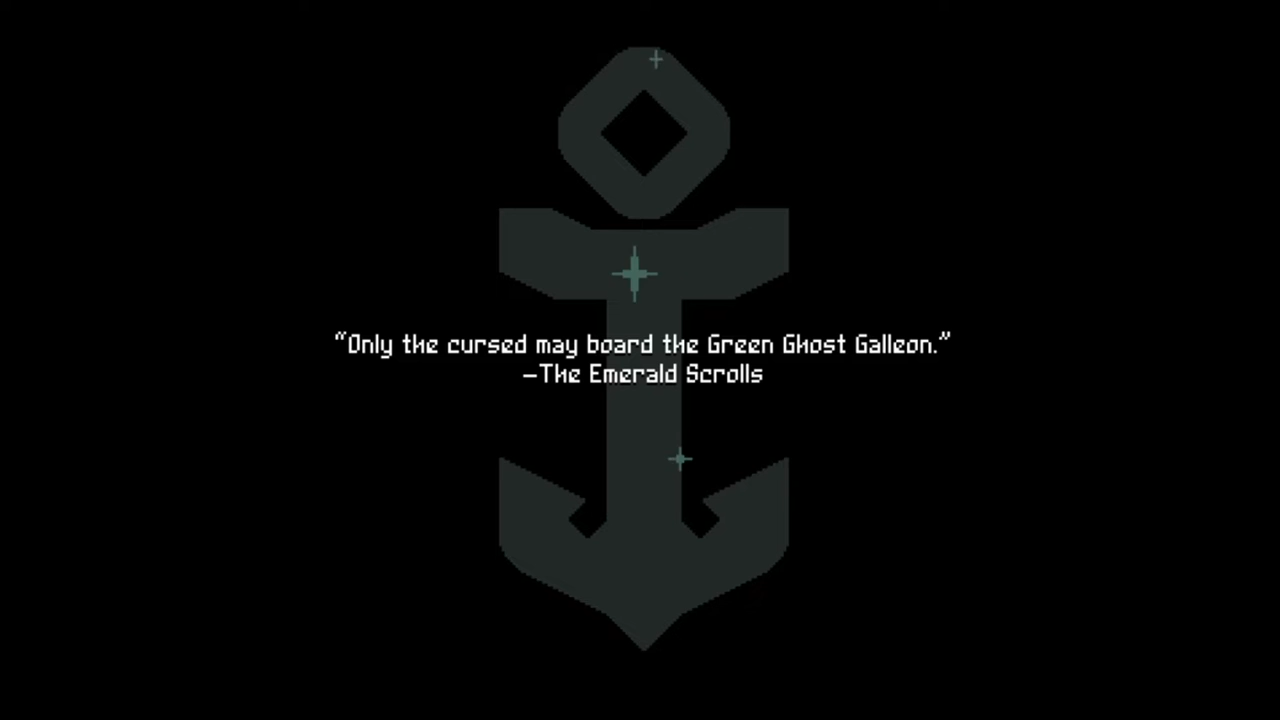 “Only the cursed may board the Green Ghost Galleon.”
—The Emerald Scrolls